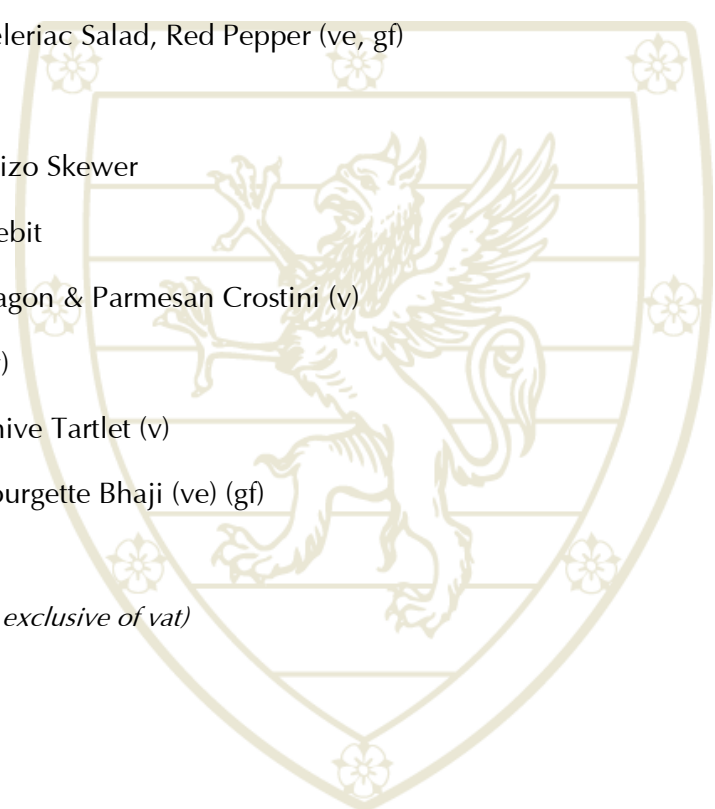 eleriac Salad, Red Pepper (ve, gf)
izo Skewer
ebit
agon & Parmesan Crostini (v)
)
ive Tartlet (v)
ourgette Bhaji (ve) (gf)
exclusive of vat)